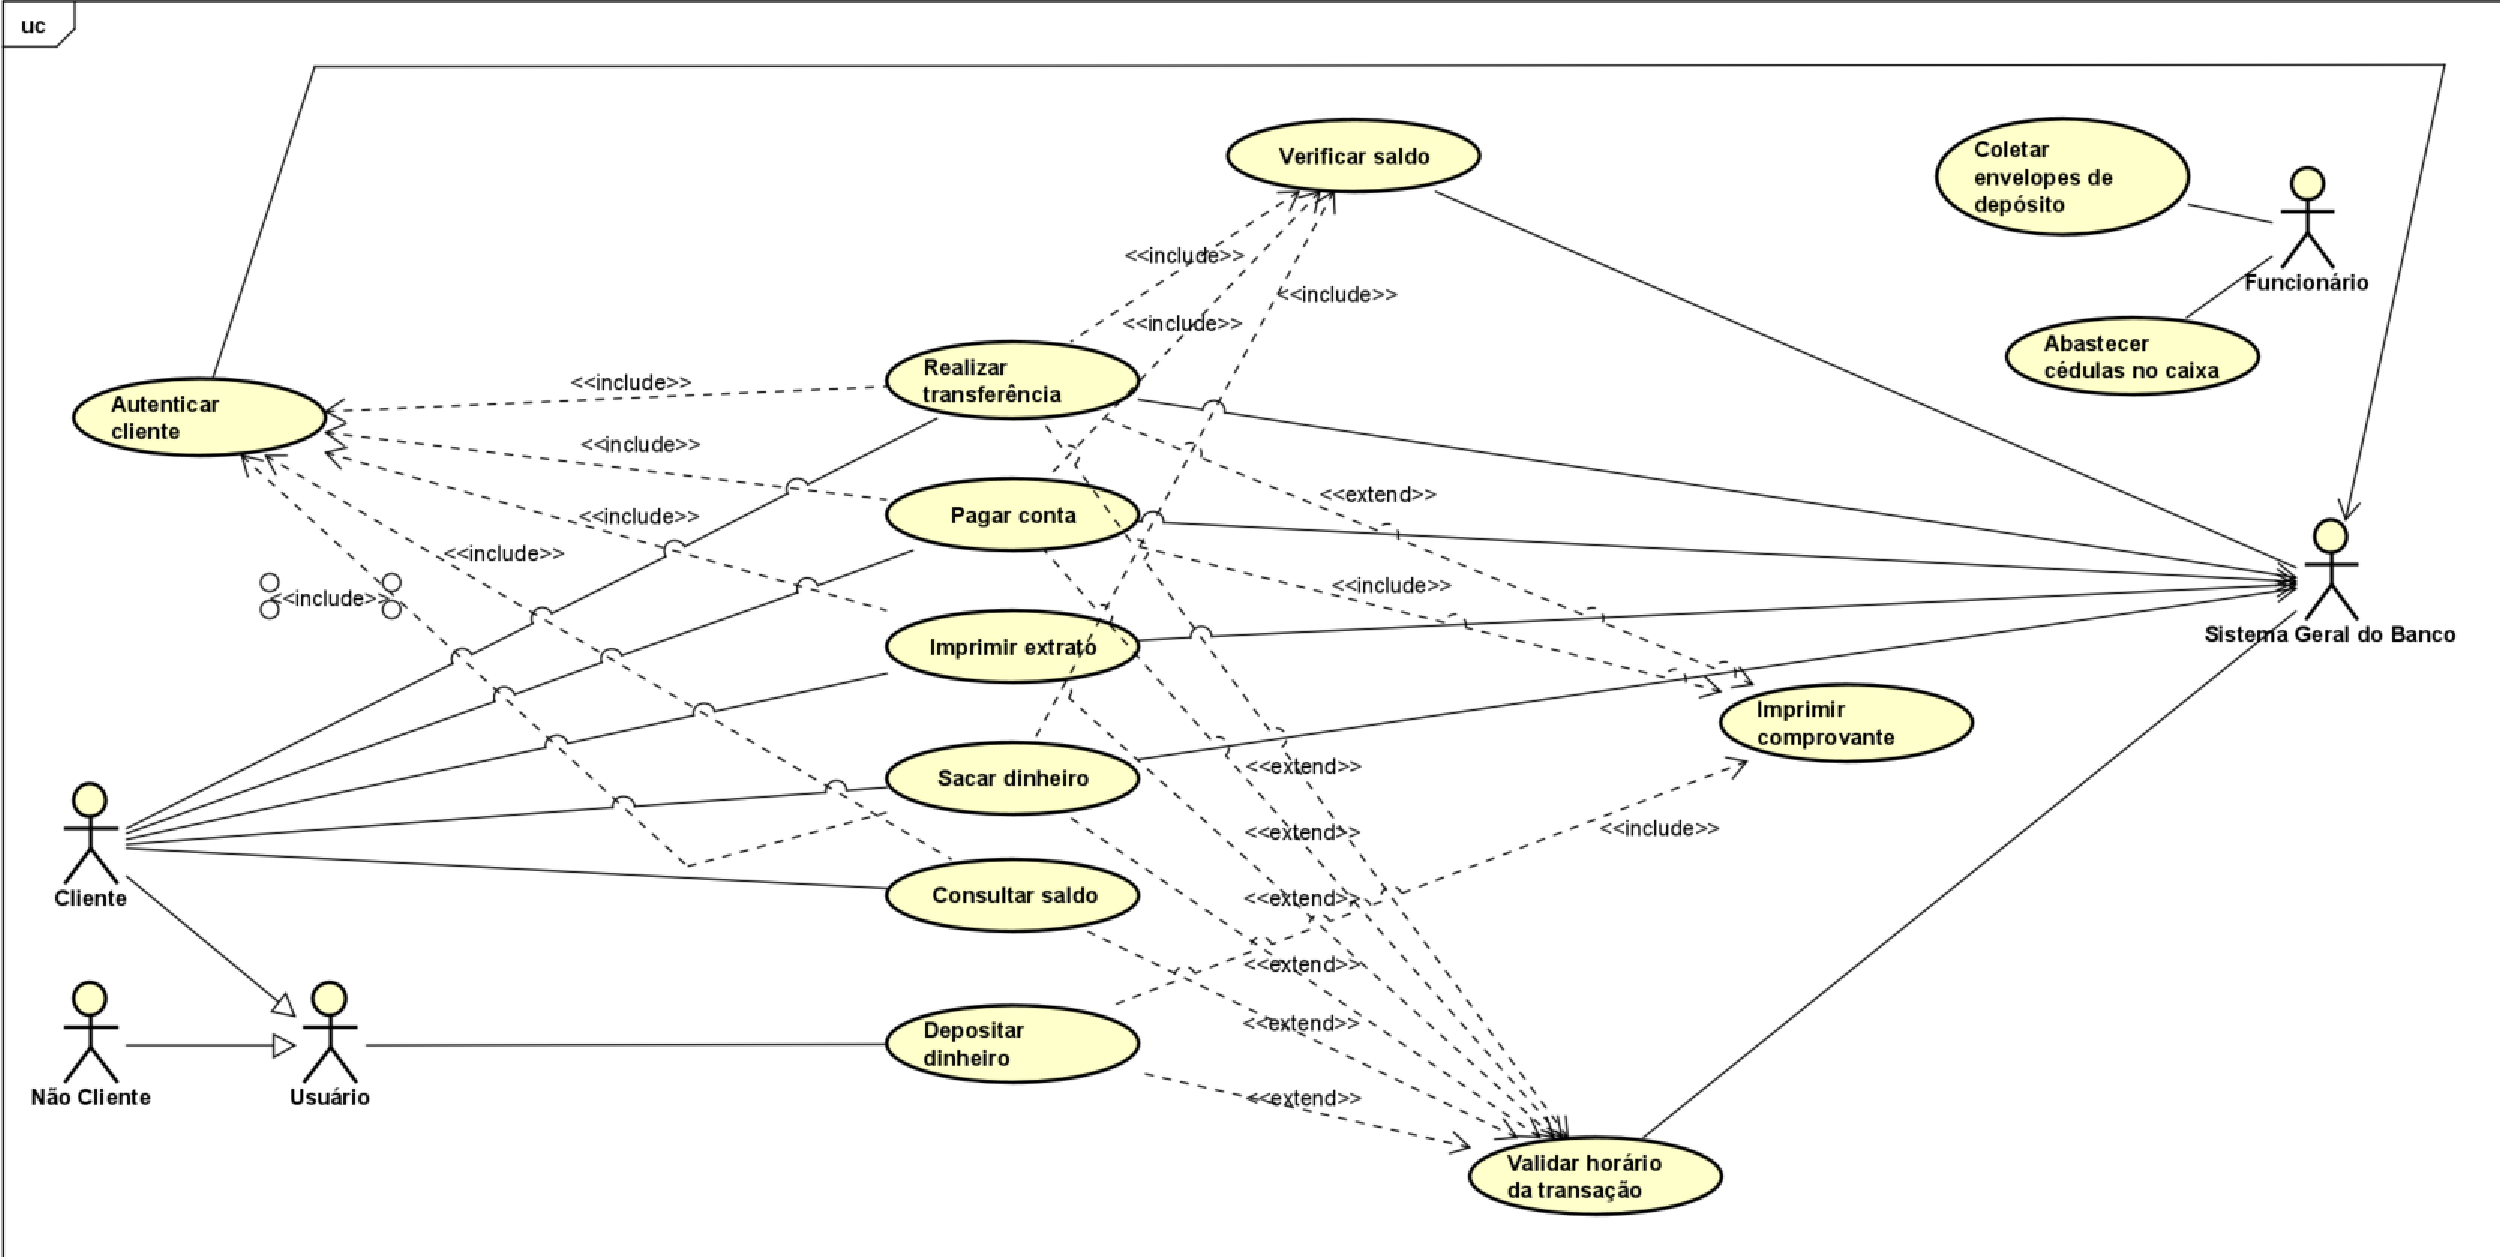 uc
Verificar saldo
Coletar
envelopes de
depósito
Funcionário
<<include>>
<<include>>
<<include>>
Abastecer
cédulas no caixa
Realizar
transferência
<<include>>
Autenticar
cliente
<<include>>
<<extend>>
Pagar conta
<<include>>
<<include>>
<<include>>
<<include>>
Sistema Geral do Banco
Imprimir extrato
Imprimir
comprovante
<<extend>>
Sacar dinheiro
<<extend>>
<<include>>
Cliente
Consultar saldo
<<extend>>
<<extend>>
<<extend>>
Depositar
dinheiro
Não Cliente
Usuário
<<extend>>
Validar horário
da transação